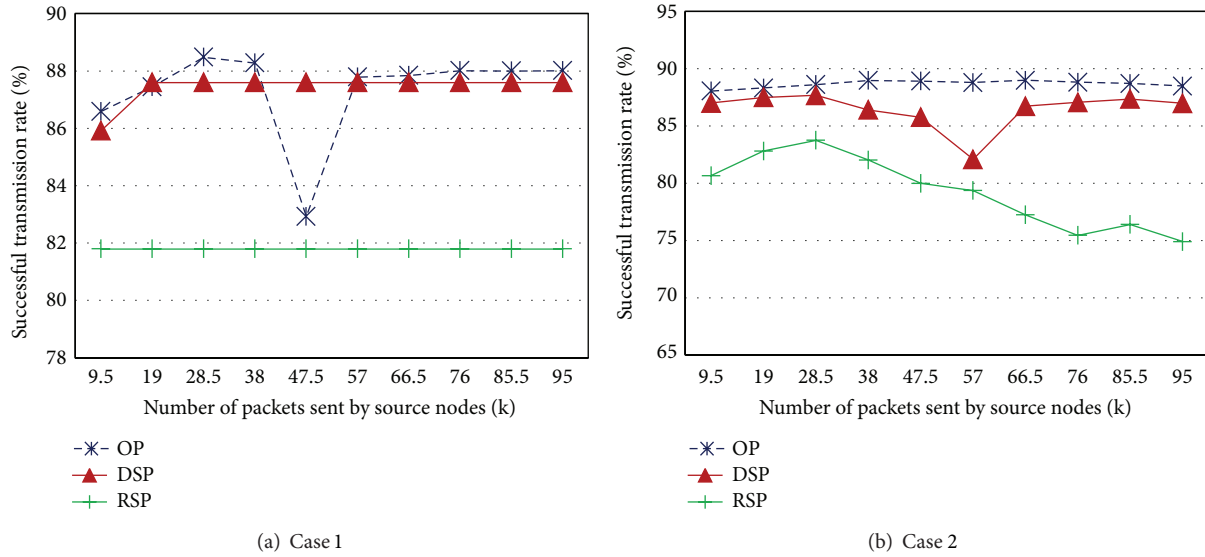 90
88
86
84
82
80
78
Successful transmission rate (%)
9.5 19 28.5 38 47.5 57 66.5 76 85.5 95
Number of packets sent by source nodes (k)
OP
DSP
RSP
(a) Case 1
95
90
85
80
75
70
65
Successful transmission rate (%)
9.5 19 28.5 38 47.5 57 66.5 76 85.5 95
Number of packets sent by source nodes (k)
OP
DSP
RSP
(b) Case 2